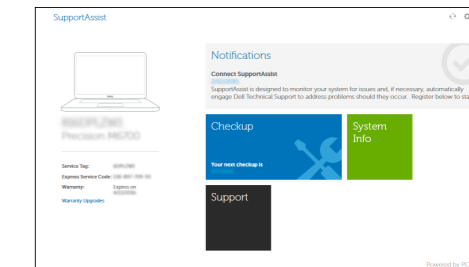 SupportAssist
Notifications
Connect SupportAssist
SupportAssist is designed to monitor your system for issues and, if necessary, automatically
engage Dell Technical Support to address problems should they occur. Register below to sta
Precision M6700
Checkup
Your next checkup is
System
Info
Service Tag:
Express Service Code:
Warranty: Expires on
Warranty Upgrades
Support
Powered by PC